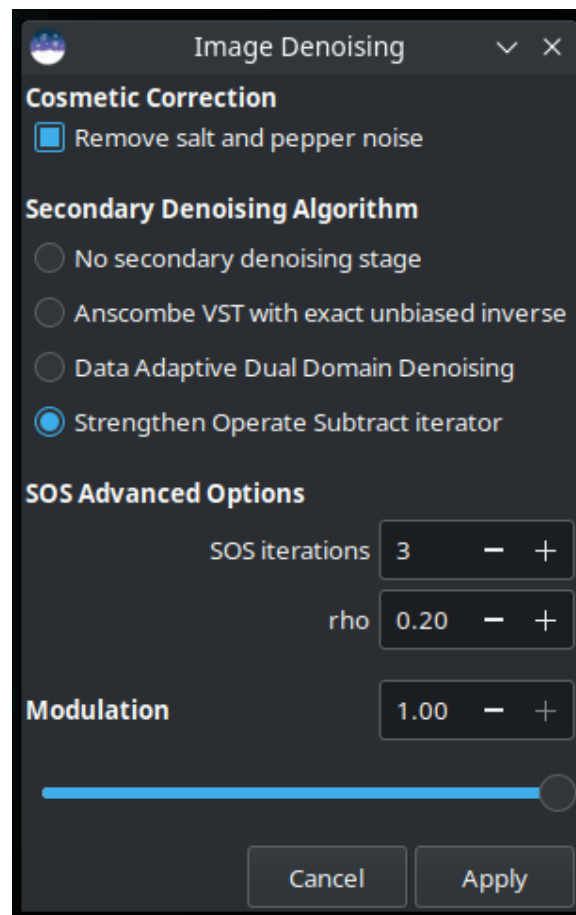 Image Denoising
Cosmetic Correction
Remove salt and pepper noise
Secondary Denoising Algorithm
No secondary denoising stage
Anscombe VST with exact unbiased inverse
Data Adaptive Dual Domain Denoising
Strengthen Operate Subtract iterator
SOS Advanced Options
SOS iterations 3
rho 0.20
Modulation 1.00
Cancel Apply